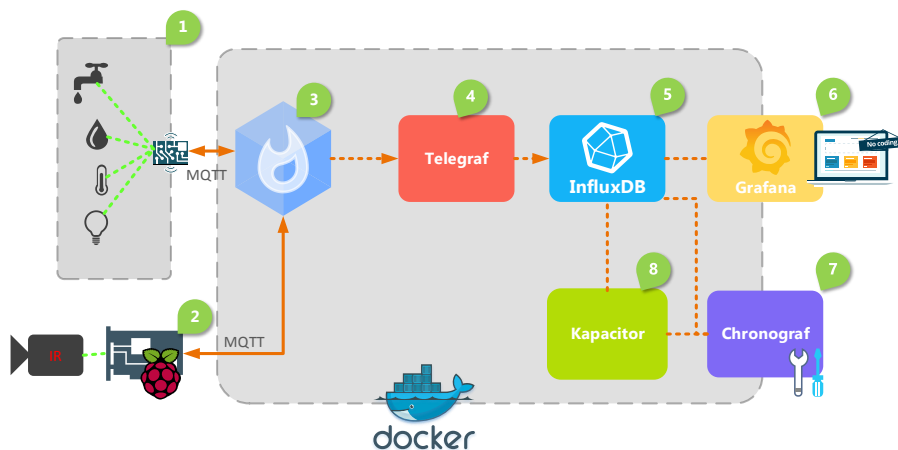 1
3
4
5
6
Telegraf
InfluxDB
Grafana
No coding
MQTT
2
8
7
MQTT
IR
Kapacitor
Chronograf
docker